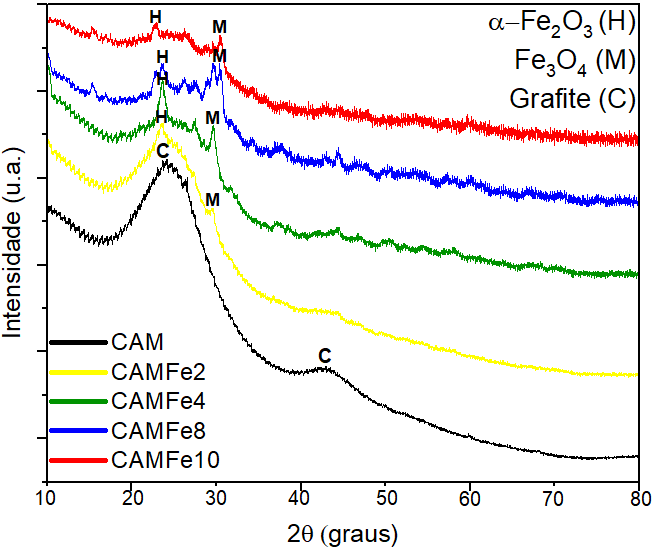 α−Fe₂O₃ (H)
Fe₃O₄ (M)
Grafite (C)
H
M
M
H
H
M
H
C
M
C
Intensidade (u.a.)
CAM
CAMFe2
CAMFe4
CAMFe8
CAMFe10
10 20 30 40 50 60 70 80
2θ (graus)